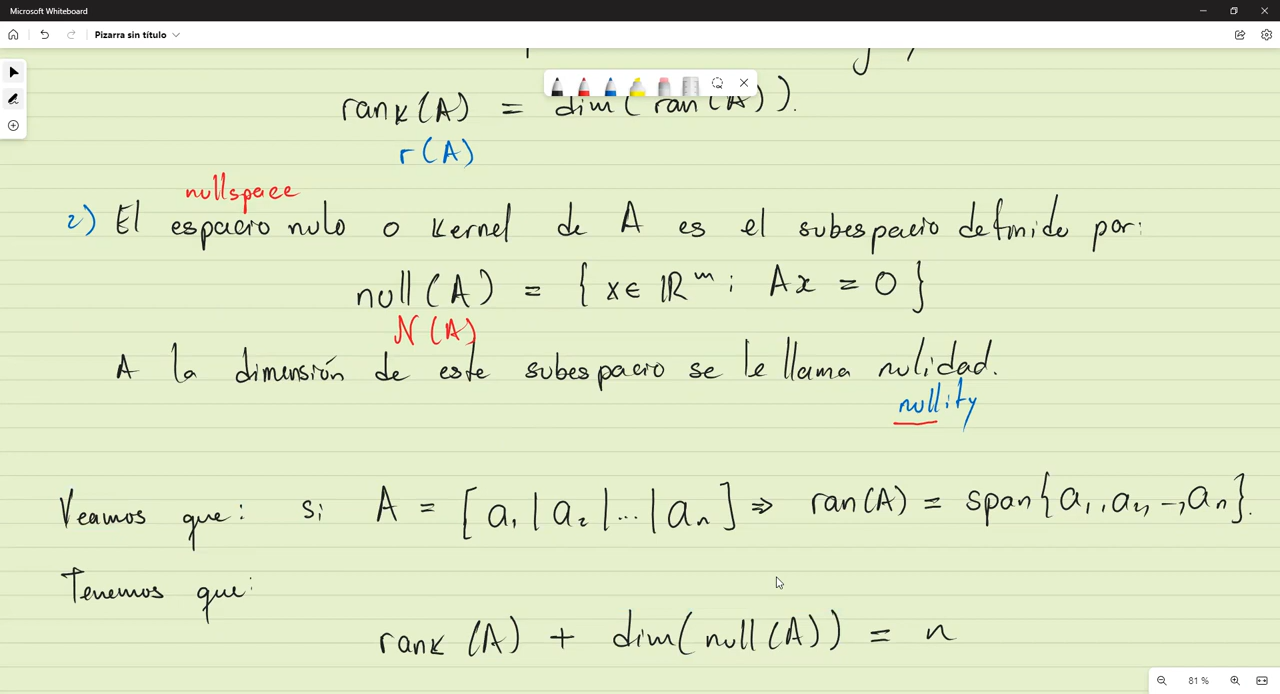 Microsoft Whiteboard
Pizarra sin título
rank(A) = dim(ran(A)).
r(A)
nullspace
2) El espacio nulo o kernel de A es el subespacio definido por:
null(A) = { x ∈ ℝᵐ : Ax = 0 }
N(A)
A la dimensión de este subespacio se le llama nulidad.
nullity
Veamos que: si A = [a₁ | a₂ | ... | aₙ] ⇒ ran(A) = span{a₁, a₂, ..., aₙ}.
Tenemos que:
rank(A) + dim(null(A)) = n
81 %